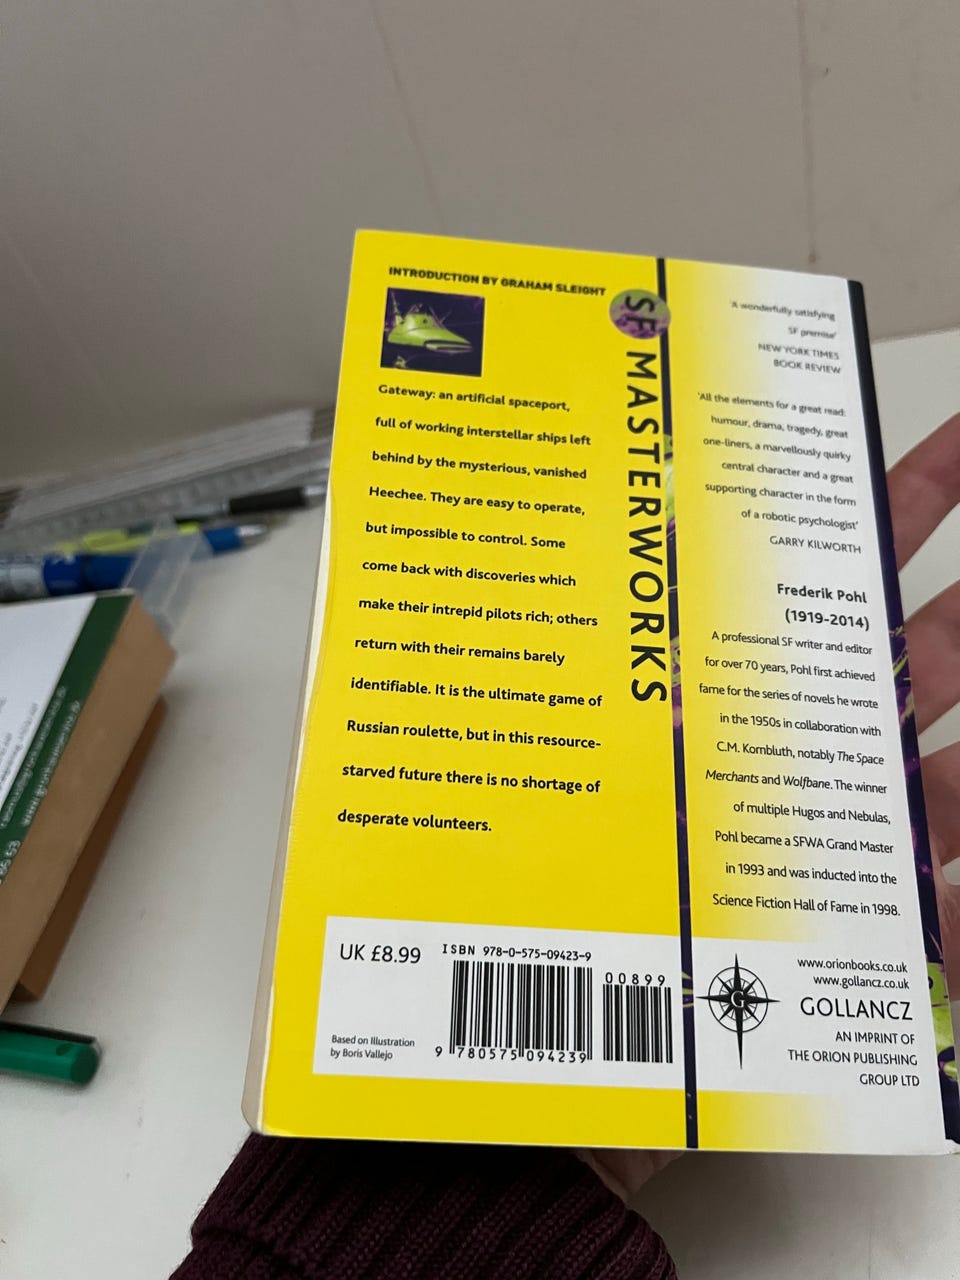 INTRODUCTION BY GRAHAM SLEIGHT
Gateway: an artificial spaceport,
full of working interstellar ships left
behind by the mysterious, vanished
Heechee. They are easy to operate,
but impossible to control. Some
come back with discoveries which
make their intrepid pilots rich; others
return with their remains barely
identifiable. It is the ultimate game of
Russian roulette, but in this resource-
starved future there is no shortage of
desperate volunteers.
SF MASTERWORKS
'A wonderfully satisfying
SF premise'
NEW YORK TIMES
BOOK REVIEW
'All the elements for a great read:
humour, drama, tragedy, great
one-liners, a marvellously quirky
central character and a great
supporting character in the form
of a robotic psychologist'
GARRY KILWORTH
Frederik Pohl
(1919-2014)
A professional SF writer and editor
for over 70 years, Pohl first achieved
fame for the series of novels he wrote
in the 1950s in collaboration with
C.M. Kornbluth, notably The Space
Merchants and Wolfbane. The winner
of multiple Hugos and Nebulas,
Pohl became a SFWA Grand Master
in 1993 and was inducted into the
Science Fiction Hall of Fame in 1998.
UK £8.99
ISBN 978-0-575-09423-9
00899
9 780575 094239
Based on Illustration
by Boris Vallejo
G
www.orionbooks.co.uk
www.gollancz.co.uk
GOLLANCZ
AN IMPRINT OF
THE ORION PUBLISHING
GROUP LTD